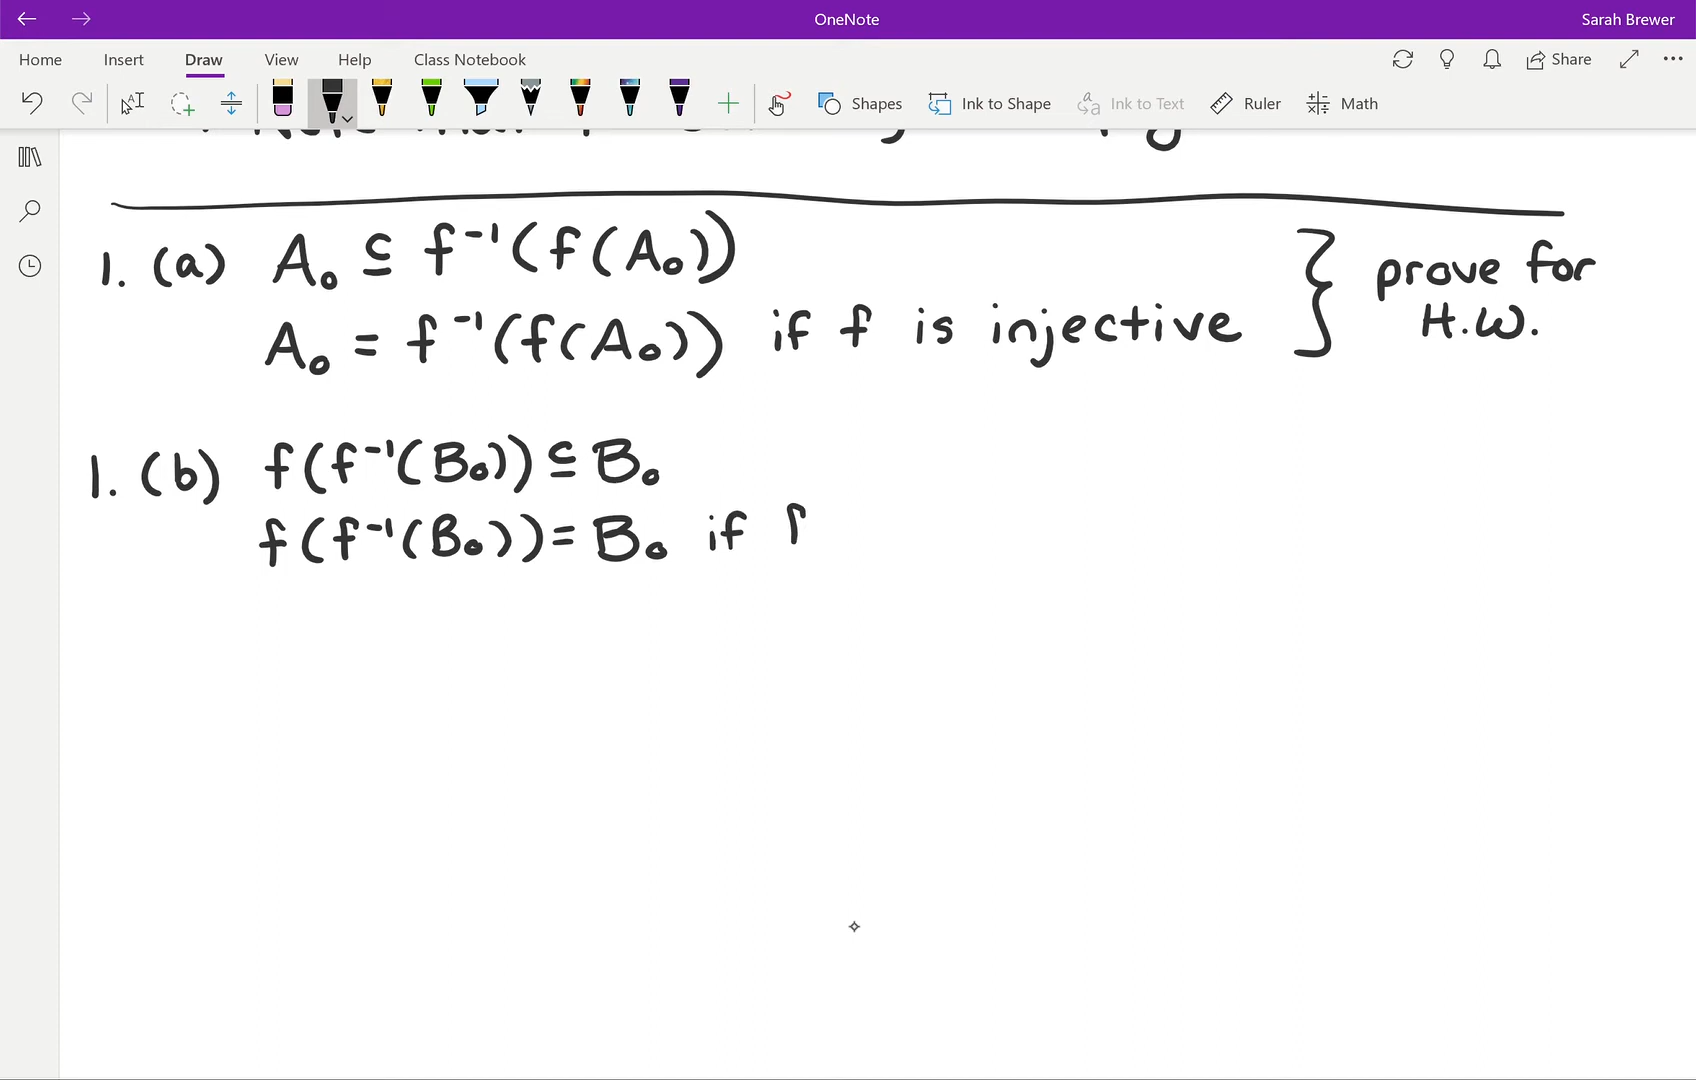 OneNote
Sarah Brewer
Home Insert Draw View Help Class Notebook
Share
Shapes Ink to Shape Ink to Text Ruler Math
1. (a) A₀ ⊆ f⁻¹(f(A₀))
A₀ = f⁻¹(f(A₀)) if f is injective
} prove for
H.W.
1. (b) f(f⁻¹(B₀)) ⊆ B₀
f(f⁻¹(B₀)) = B₀ if